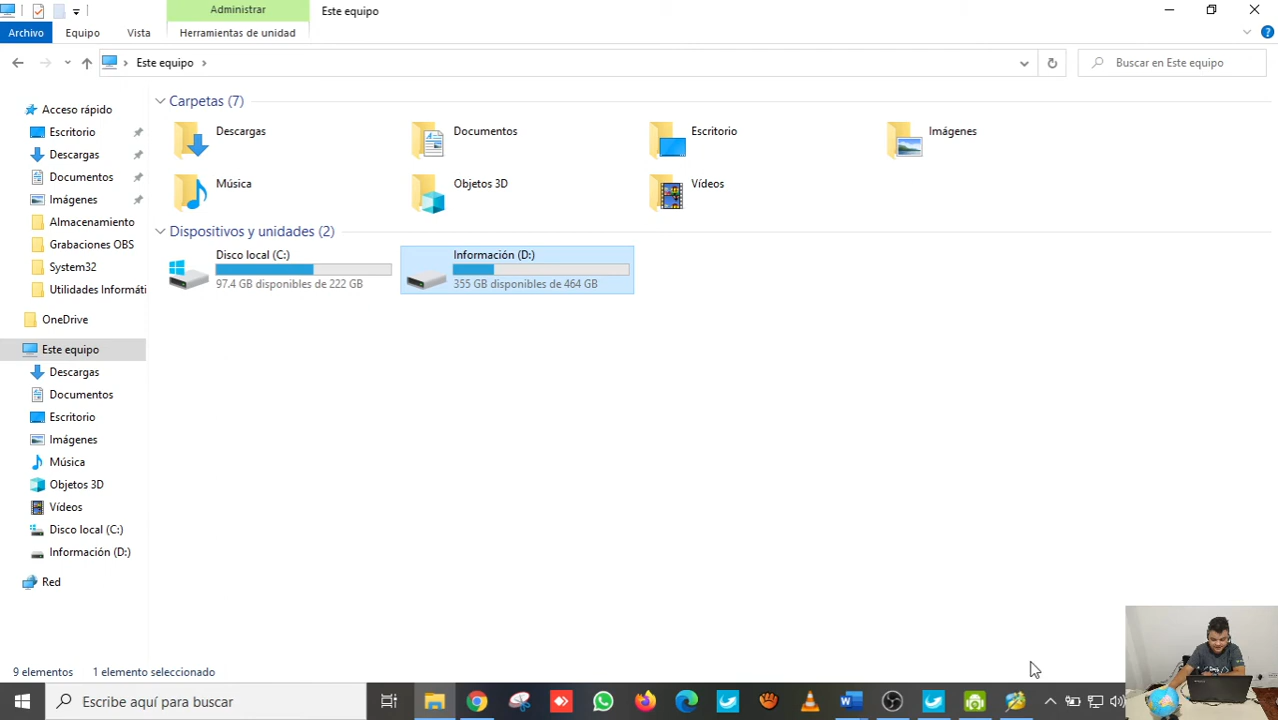 Administrar
Este equipo
Archivo
Equipo
Vista
Herramientas de unidad
Este equipo
Buscar en Este equipo
Acceso rápido
Escritorio
Descargas
Documentos
Imágenes
Almacenamiento
Grabaciones OBS
System32
Utilidades Informáti
OneDrive
Este equipo
Descargas
Documentos
Escritorio
Imágenes
Música
Objetos 3D
Vídeos
Disco local (C:)
Información (D:)
Red
Carpetas (7)
Descargas
Documentos
Escritorio
Imágenes
Música
Objetos 3D
Vídeos
Dispositivos y unidades (2)
Disco local (C:)
97.4 GB disponibles de 222 GB
Información (D:)
355 GB disponibles de 464 GB
9 elementos
1 elemento seleccionado
Escribe aquí para buscar